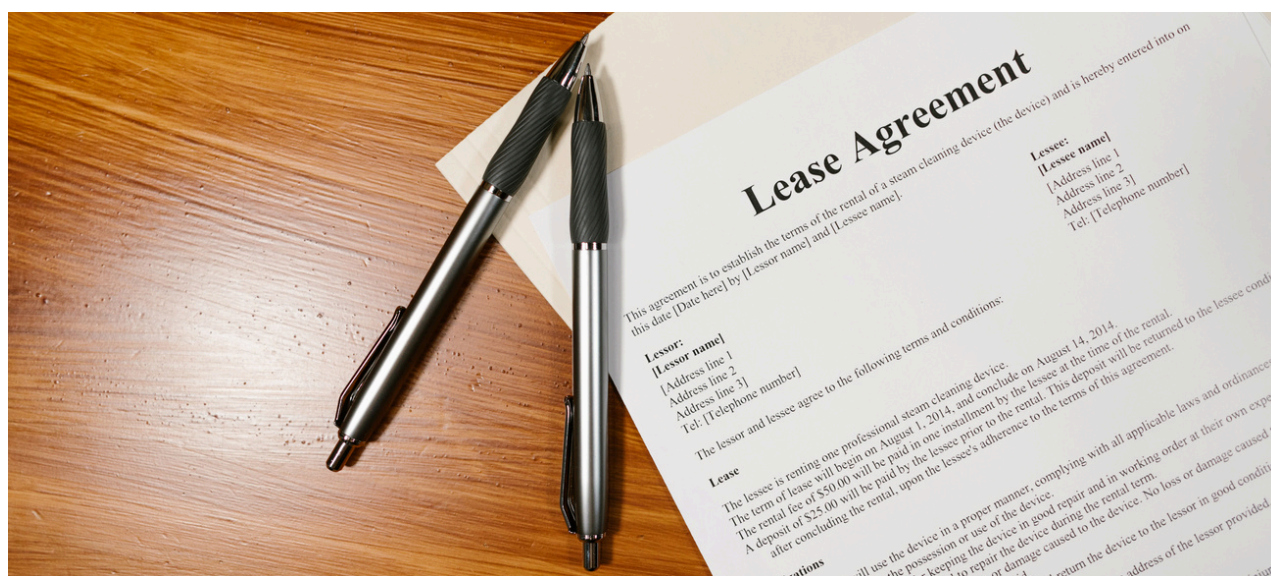 Lease Agreement
This agreement is to establish the terms of the rental of a steam cleaning device (the device) and is hereby entered into on
this date [Date here] by [Lessor name] and [Lessee name].
Lessor:
[Lessor name]
[Address line 1
Address line 2
Address line 3]
Tel: [Telephone number]
Lessee:
[Lessee name]
[Address line 1
Address line 2
Address line 3]
Tel: [Telephone number]
The lessor and lessee agree to the following terms and conditions:
Lease
The lessee is renting one professional steam cleaning device.
The term of lease will begin on August 1, 2014, and conclude on August 14, 2014.
The rental fee of $50.00 will be paid in one installment by the lessee at the time of the rental.
A deposit of $25.00 will be paid by the lessee prior to the rental. This deposit will be returned to the lessee
after concluding the rental, upon the lessee's adherence to the terms of this agreement.
will use the device in a proper manner, complying with all applicable laws and
the possession or use of the device.
keeping the device in good repair and in working order at their own
to repair the device during the rental term.
or damage caused to the device. No loss or damage caused
return the device to the lessor in good
address of the lessor provided